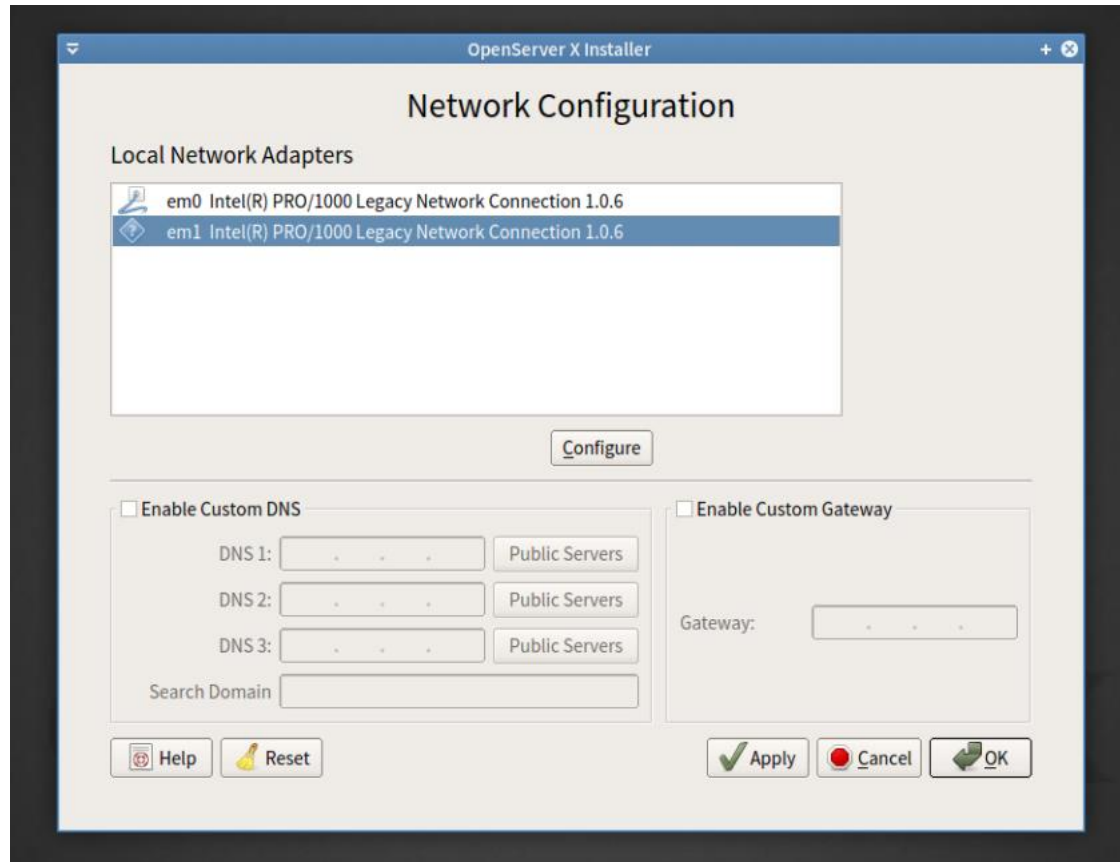 OpenServer X Installer
Network Configuration
Local Network Adapters
em0 Intel(R) PRO/1000 Legacy Network Connection 1.0.6
em1 Intel(R) PRO/1000 Legacy Network Connection 1.0.6
Configure
Enable Custom DNS
DNS 1: . . . Public Servers
DNS 2: . . . Public Servers
DNS 3: . . . Public Servers
Search Domain
Enable Custom Gateway
Gateway: . . .
Help Reset Apply Cancel OK